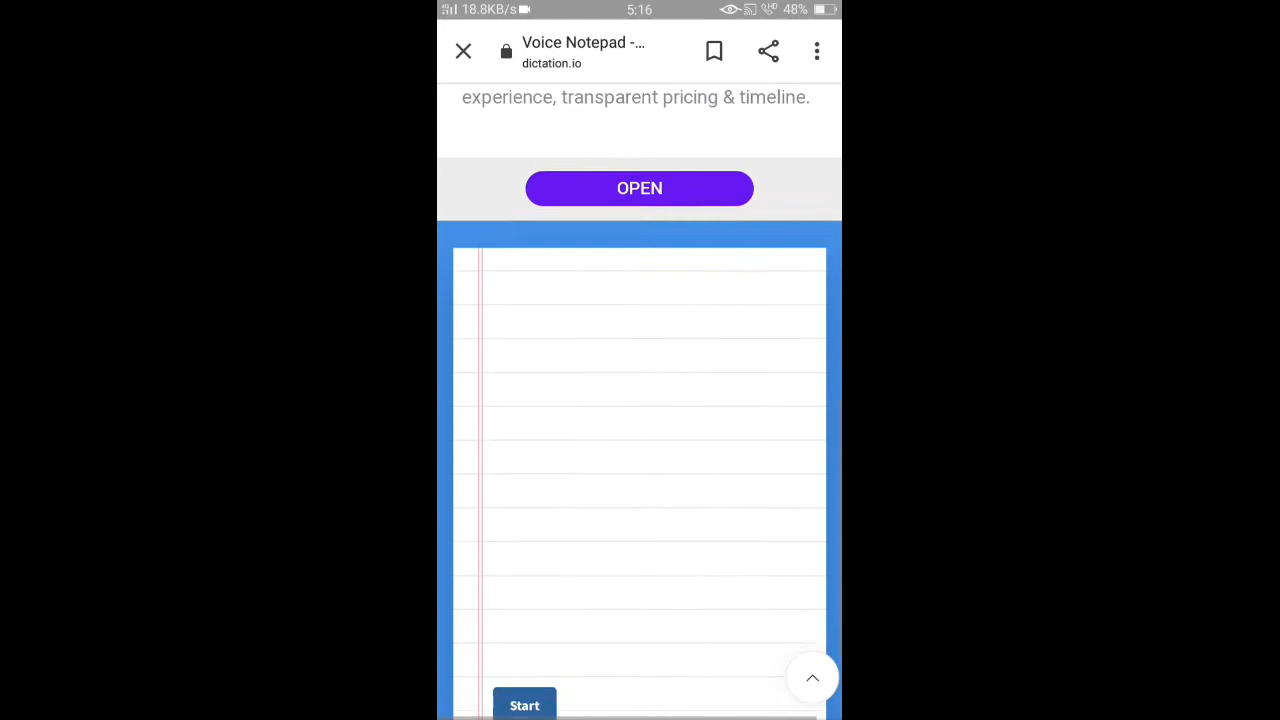 18.8KB/s 5:16 48%
Voice Notepad -...
dictation.io
experience, transparent pricing & timeline.
OPEN
Start